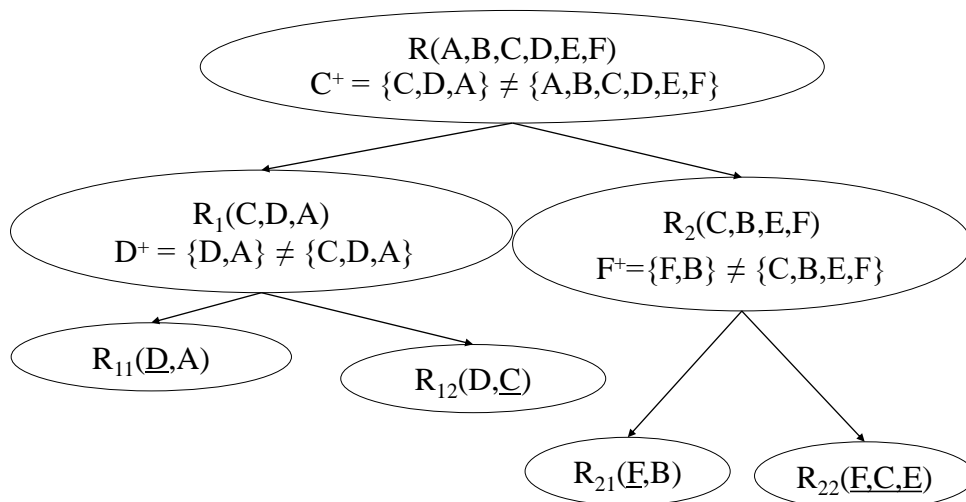 R(A,B,C,D,E,F)
C⁺ = {C,D,A} ≠ {A,B,C,D,E,F}
R₁(C,D,A)
D⁺ = {D,A} ≠ {C,D,A}
R₂(C,B,E,F)
F⁺={F,B} ≠ {C,B,E,F}
R₁₁(D,A)
R₁₂(D,C)
R₂₁(F,B)
R₂₂(F,C,E)